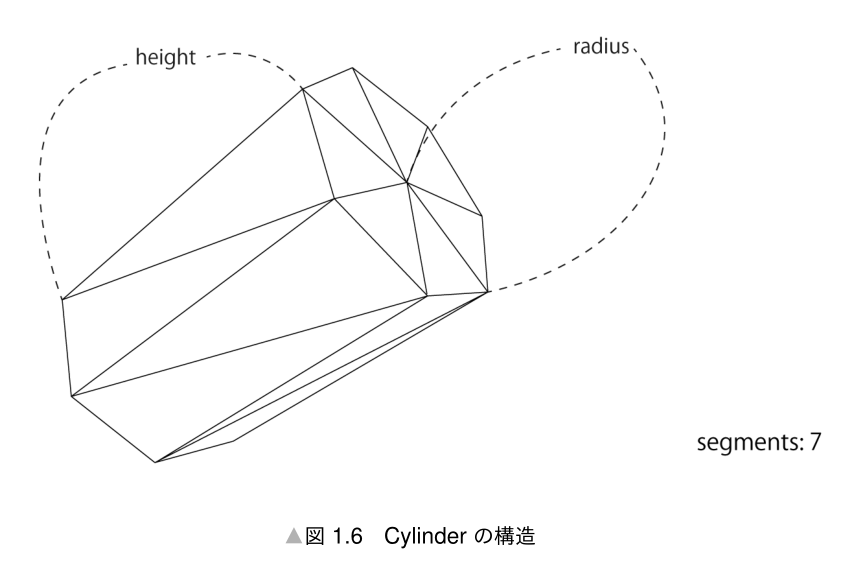 height
radius
segments: 7
▲図 1.6 Cylinder の構造